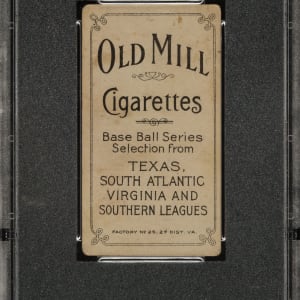 OLD MILL
Cigarettes
Base Ball Series
Selection from
TEXAS,
SOUTH ATLANTIC
VIRGINIA AND
SOUTHERN LEAGUES
FACTORY No 25, 2d DIST. VA.